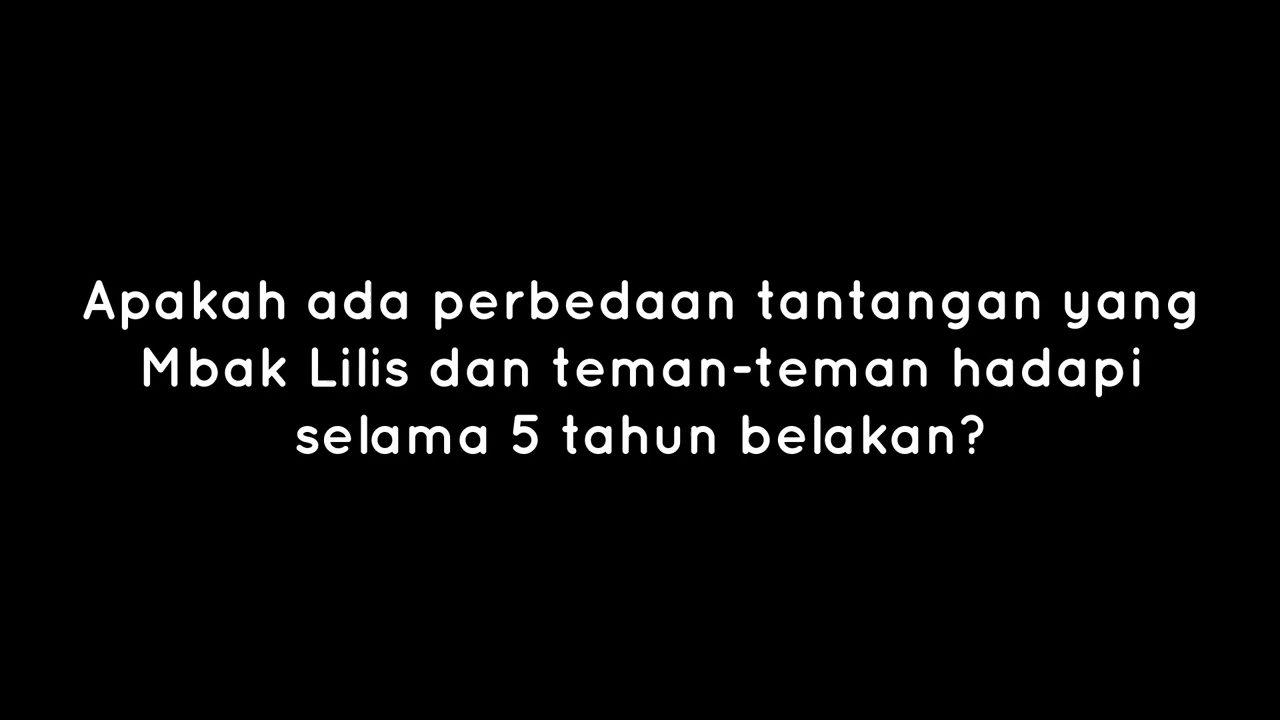 Apakah ada perbedaan tantangan yang
Mbak Lilis dan teman-teman hadapi
selama 5 tahun belakan?